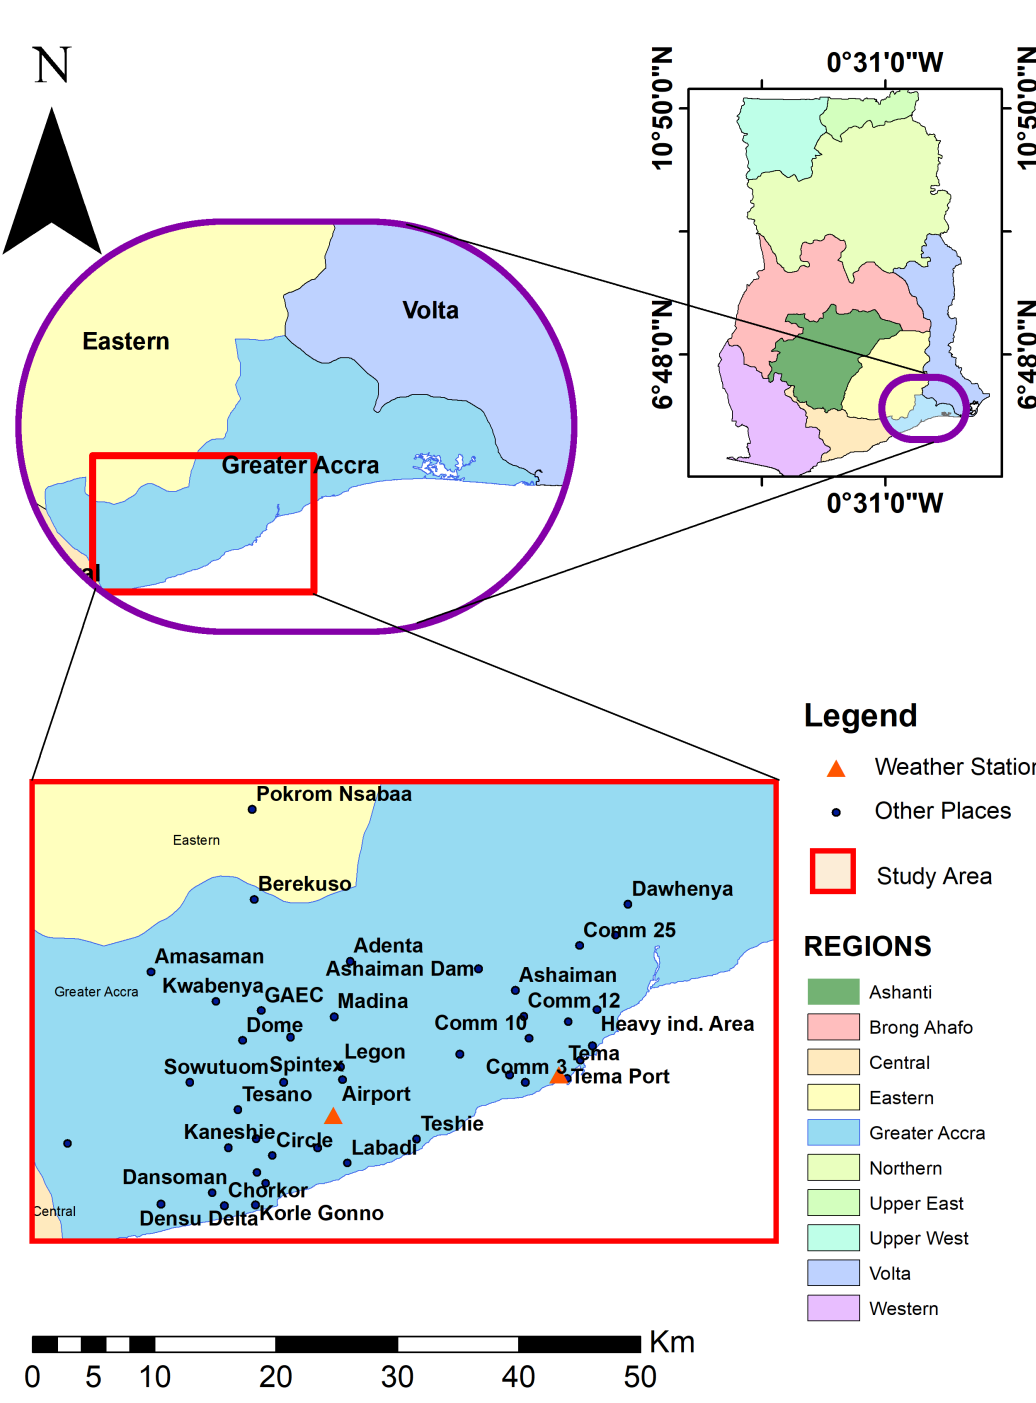 N
0°31'0"W
10°50'0"N
10°50'0"N
6°48'0"N
6°48'0"N
0°31'0"W
Eastern
Volta
Greater Accra
al
Legend
Weather Station
Other Places
Study Area
REGIONS
Ashanti
Brong Ahafo
Central
Eastern
Greater Accra
Northern
Upper East
Upper West
Volta
Western
Pokrom Nsabaa
Eastern
Berekuso
Dawhenya
Comm 25
Adenta
Amasaman
Ashaiman Dam
Ashaiman
Kwabenya
Greater Accra
GAEC
Madina
Comm 12
Comm 10
Heavy ind. Area
Dome
Legon
Tema
Sowutuom
Spintex
Comm 3
Tema Port
Tesano
Airport
Teshie
Kaneshie
Circle
Labadi
Dansoman
Chorkor
Central
Densu Delta
Korle Gonno
Km
0 5 10 20 30 40 50